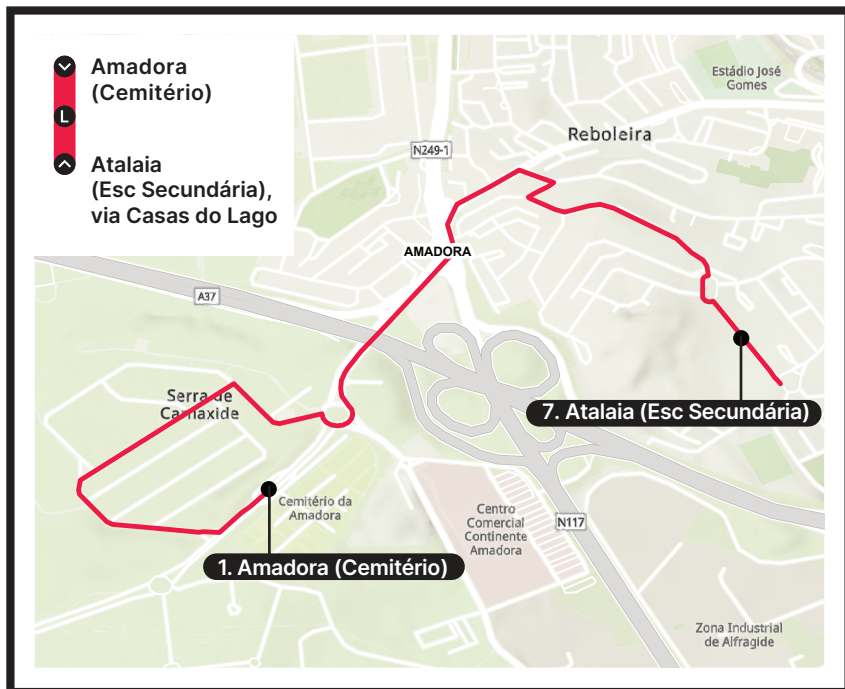 Amadora
(Cemitério)
L
Atalaia
(Esc Secundária),
via Casas do Lago
Estádio José
Gomes
Reboleira
N249-1
AMADORA
A37
Serra de
Carnaxide
7. Atalaia (Esc Secundária)
Cemitério da
Amadora
Centro
Comercial
Continente
Amadora
N117
1. Amadora (Cemitério)
Zona Industrial
de Alfragide